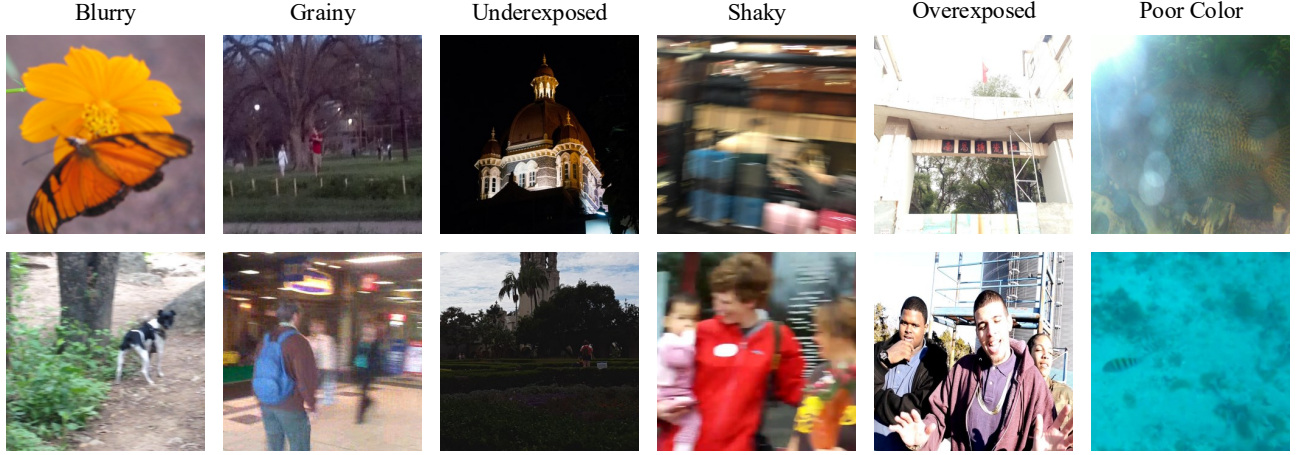 Blurry
Grainy
Underexposed
Shaky
Overexposed
Poor Color